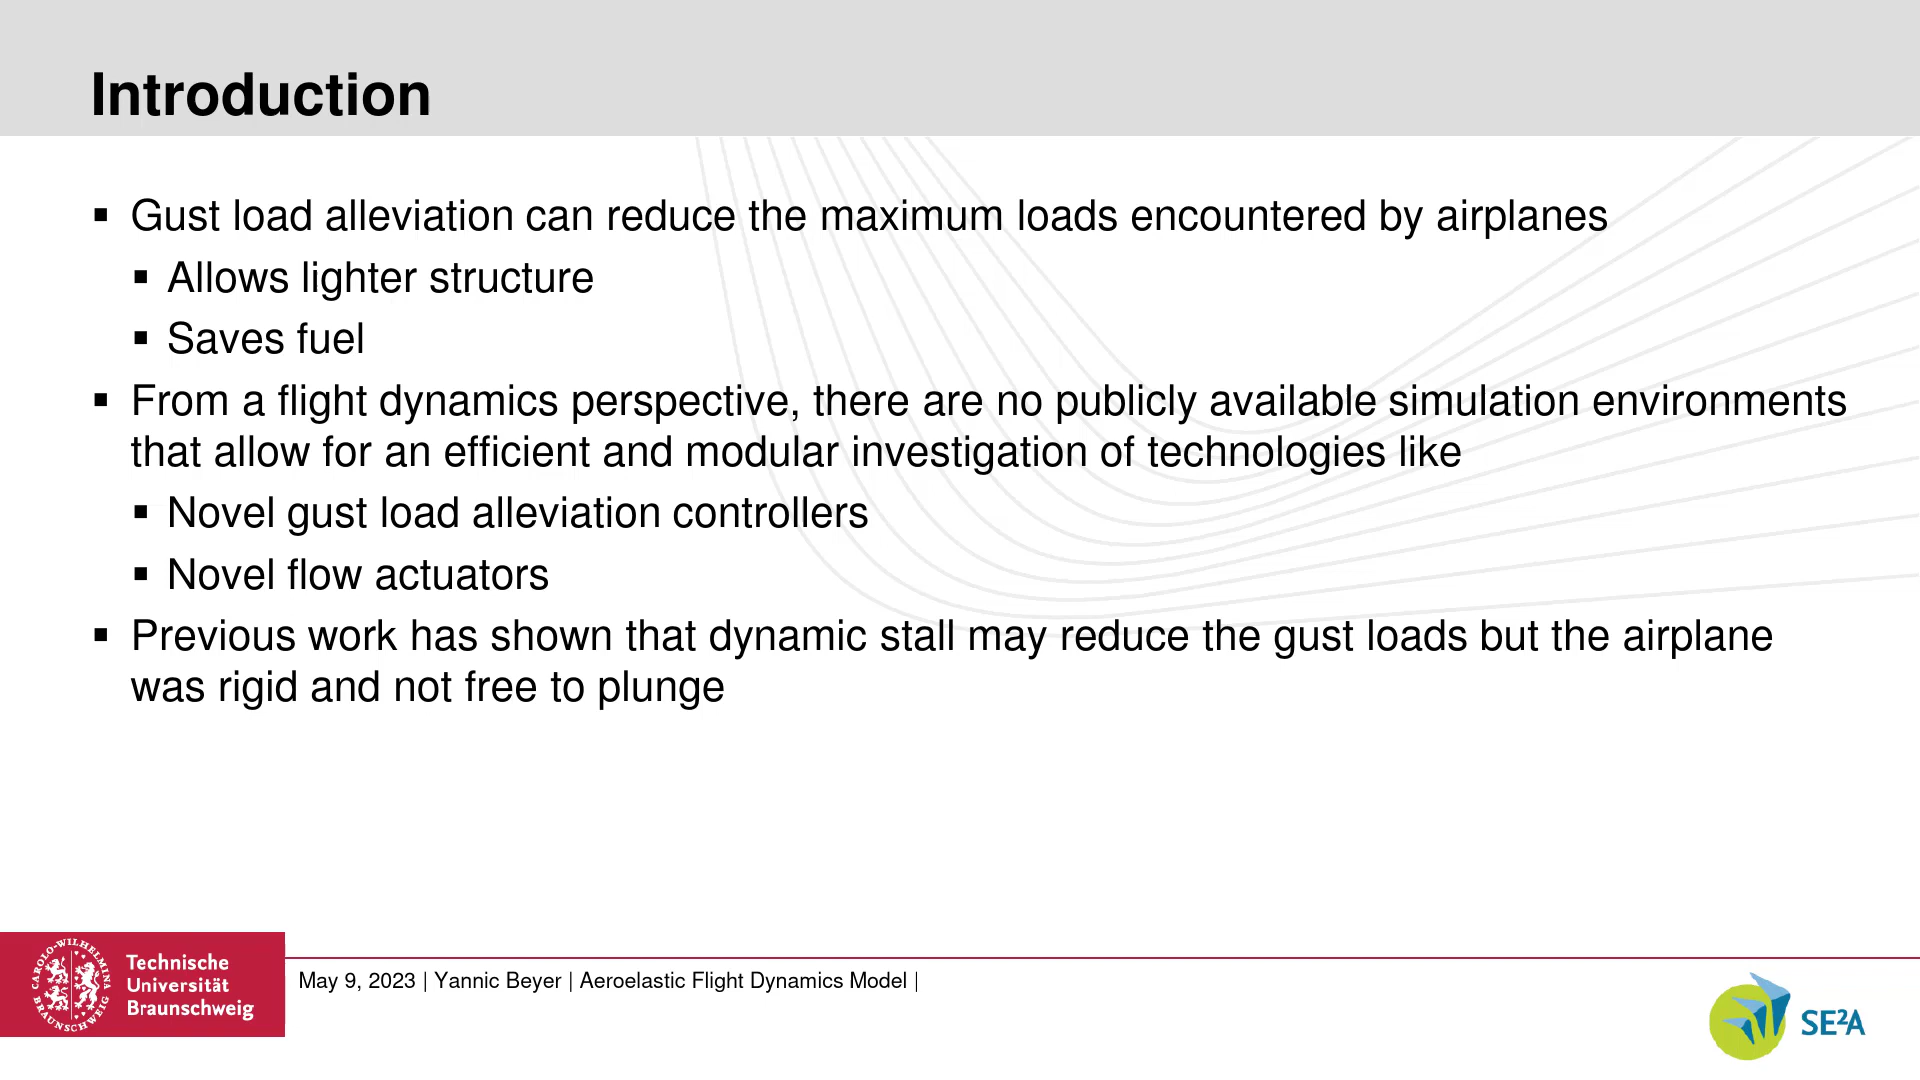 Introduction
▪ Gust load alleviation can reduce the maximum loads encountered by airplanes
▪ Allows lighter structure
▪ Saves fuel
▪ From a flight dynamics perspective, there are no publicly available simulation environments
that allow for an efficient and modular investigation of technologies like
▪ Novel gust load alleviation controllers
▪ Novel flow actuators
▪ Previous work has shown that dynamic stall may reduce the gust loads but the airplane
was rigid and not free to plunge
CAROLO-WILHELMINA
BRAUNSCHWEIG
Technische
Universität
Braunschweig
May 9, 2023 | Yannic Beyer | Aeroelastic Flight Dynamics Model |
SE²A